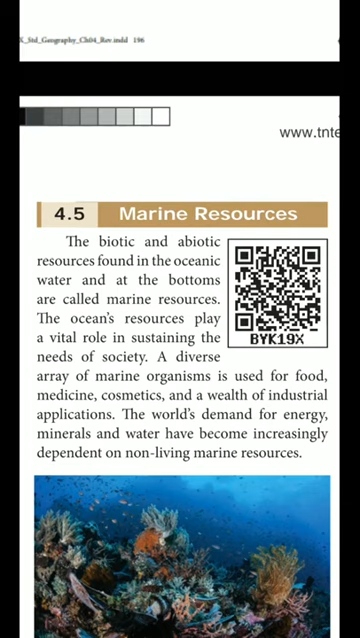 _Std_Geography_Ch04_Rev.indd 196
www.tnte
4.5 Marine Resources
The biotic and abiotic
resources found in the oceanic
water and at the bottoms
are called marine resources.
The ocean's resources play
a vital role in sustaining the
needs of society. A diverse
BYK19X
array of marine organisms is used for food,
medicine, cosmetics, and a wealth of industrial
applications. The world's demand for energy,
minerals and water have become increasingly
dependent on non-living marine resources.